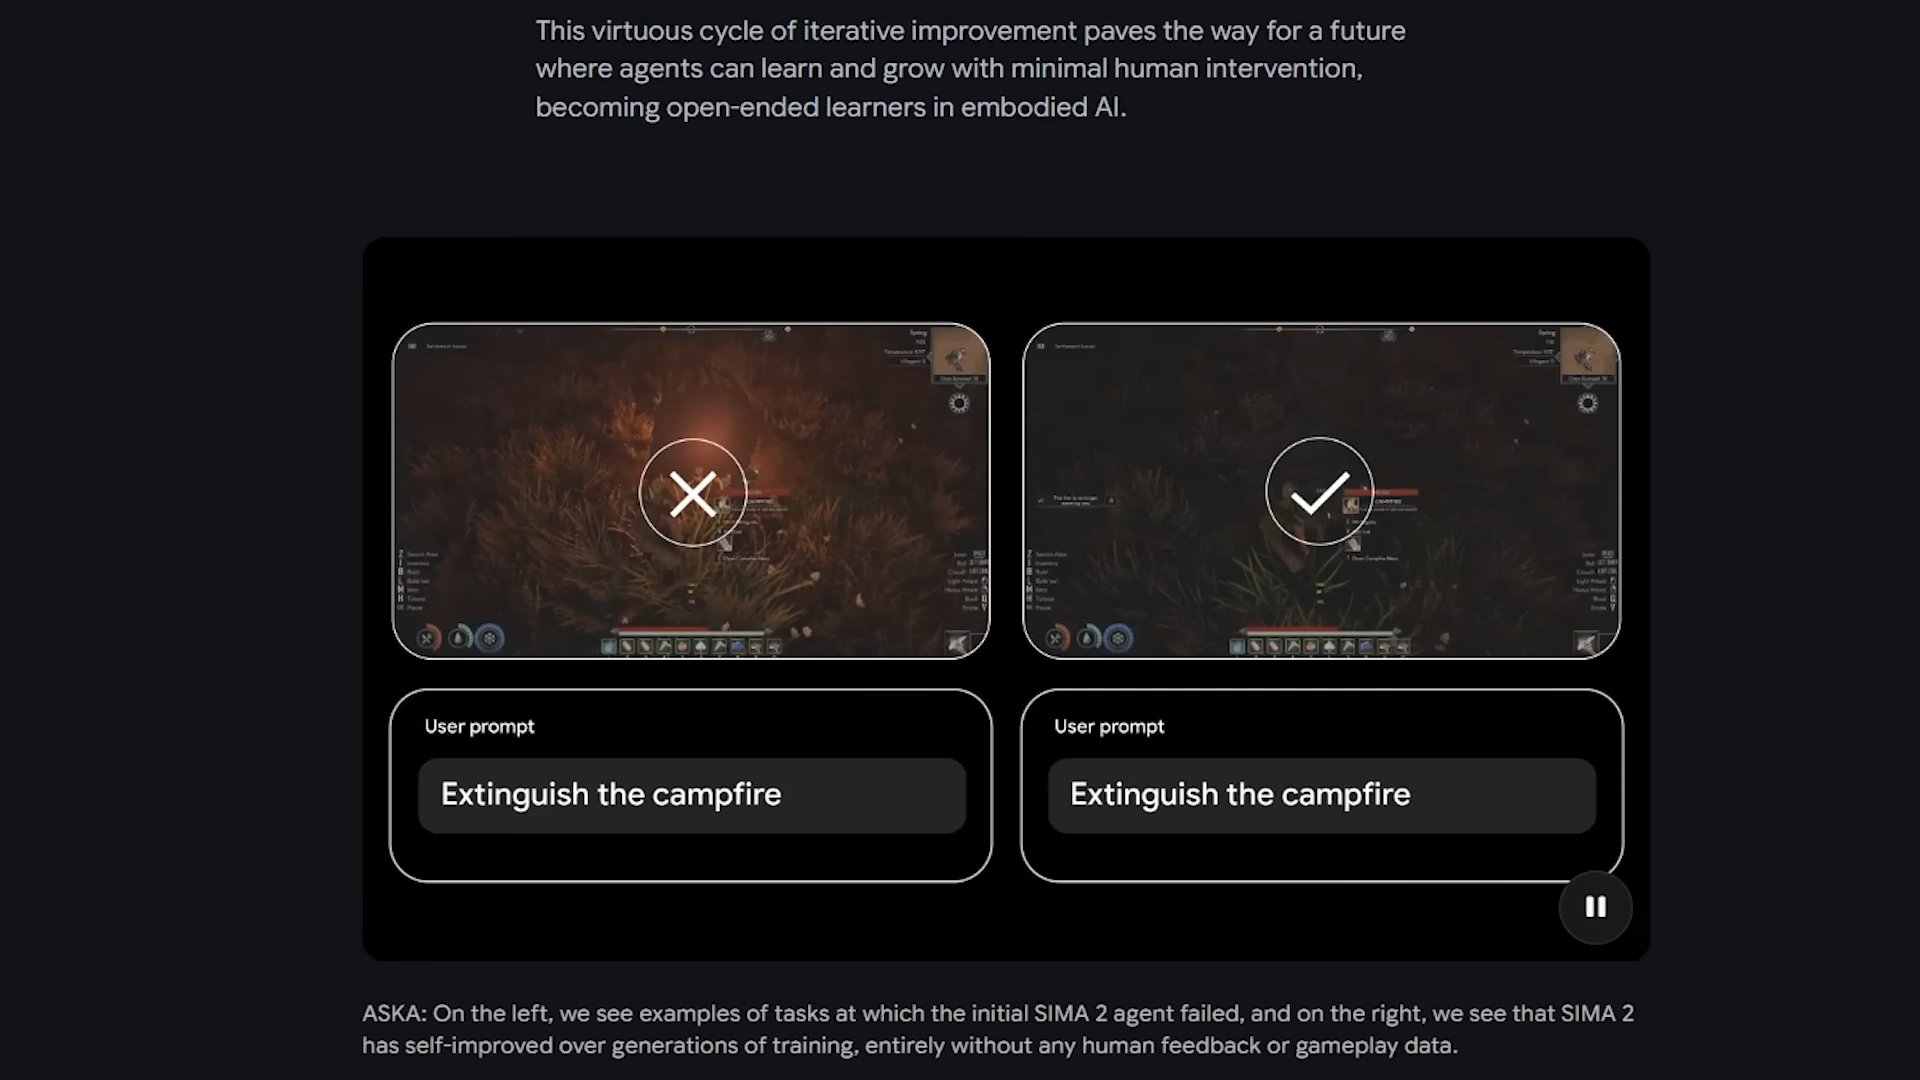 This virtuous cycle of iterative improvement paves the way for a future
where agents can learn and grow with minimal human intervention,
becoming open-ended learners in embodied AI.
User prompt
Extinguish the campfire
User prompt
Extinguish the campfire
ASKA: On the left, we see examples of tasks at which the initial SIMA 2 agent failed, and on the right, we see that SIMA 2
has self-improved over generations of training, entirely without any human feedback or gameplay data.